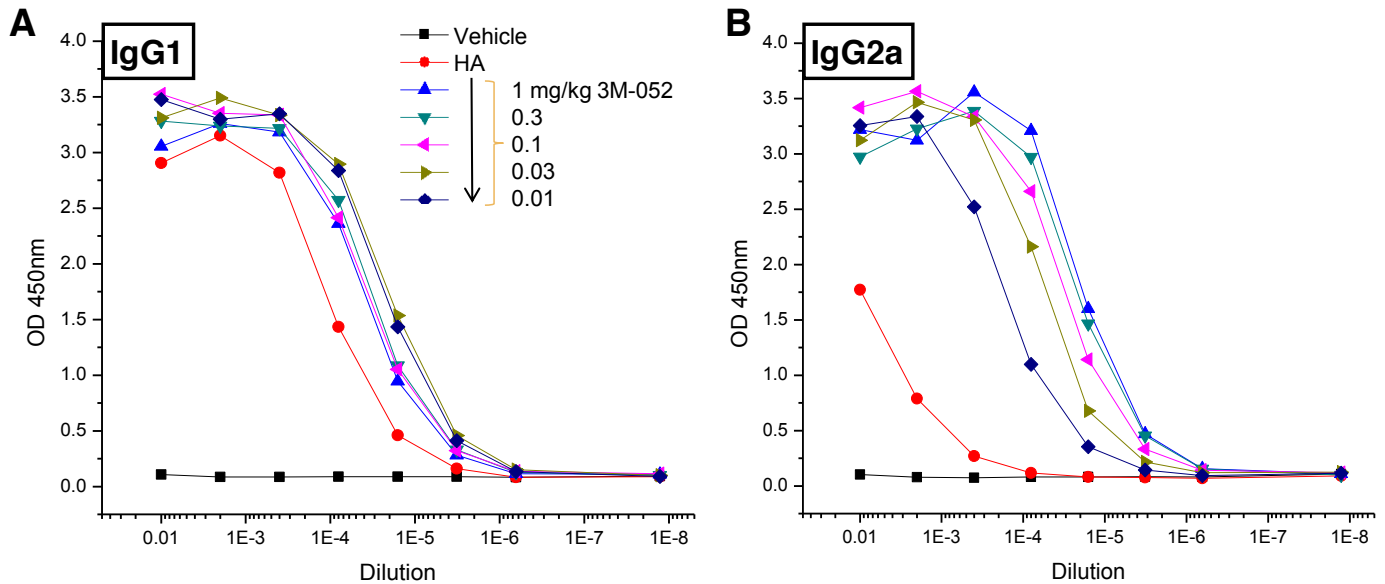 A
IgG1
OD 450nm
4.0
3.5
3.0
2.5
2.0
1.5
1.0
0.5
0.0
0.01 1E-3 1E-4 1E-5 1E-6 1E-7 1E-8
Dilution
Vehicle
HA
1 mg/kg 3M-052
0.3
0.1
0.03
0.01
B
IgG2a
OD 450nm
4.0
3.5
3.0
2.5
2.0
1.5
1.0
0.5
0.0
0.01 1E-3 1E-4 1E-5 1E-6 1E-7 1E-8
Dilution